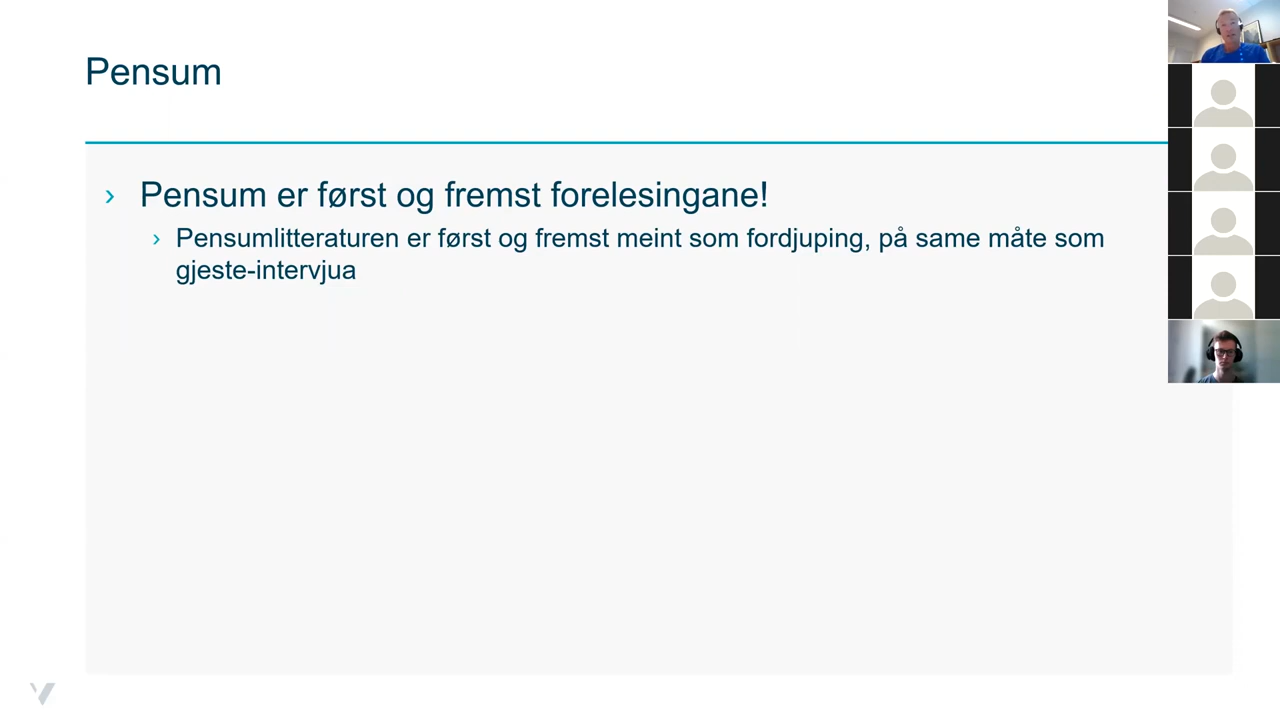 Pensum
Pensum er først og fremst forelesingane!
Pensumlitteraturen er først og fremst meint som fordjuping, på same måte som
gjeste-intervjua